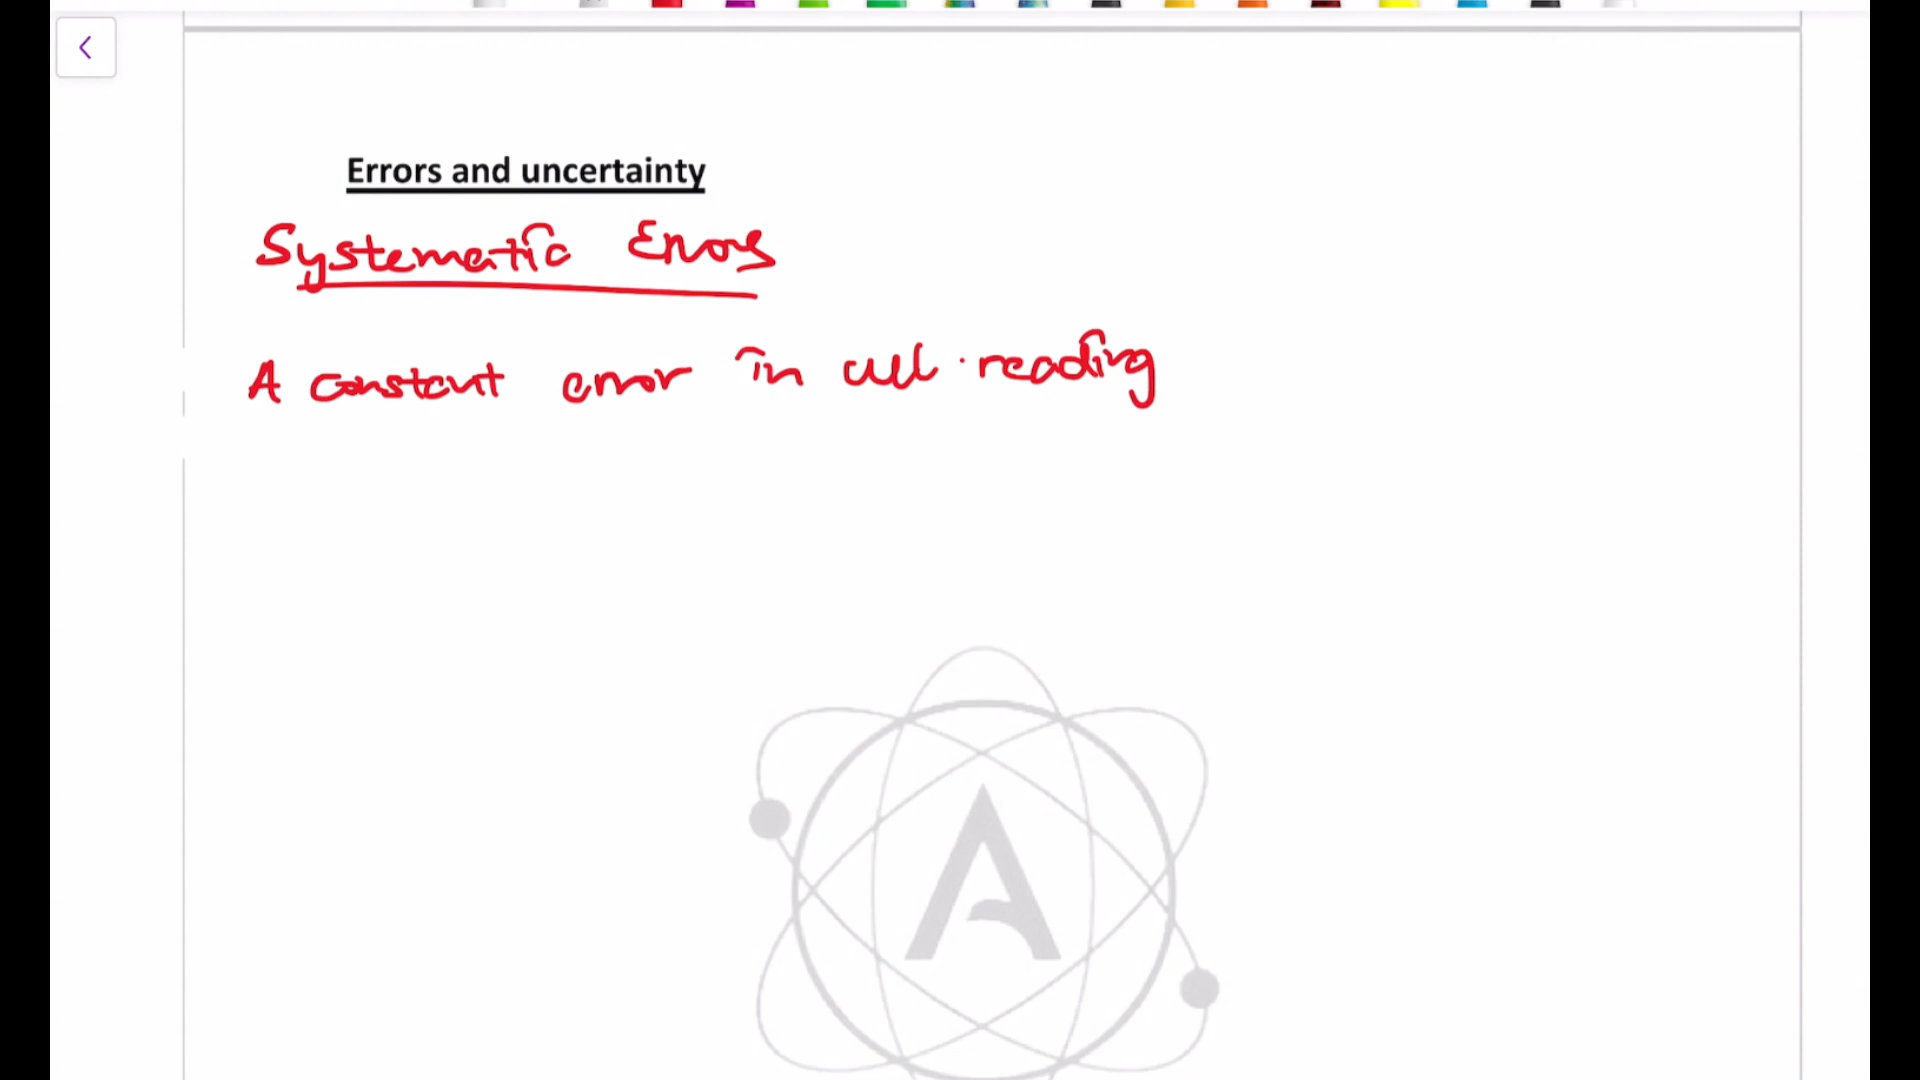 Errors and uncertainty
Systematic Errors
A constant error in all reading
A